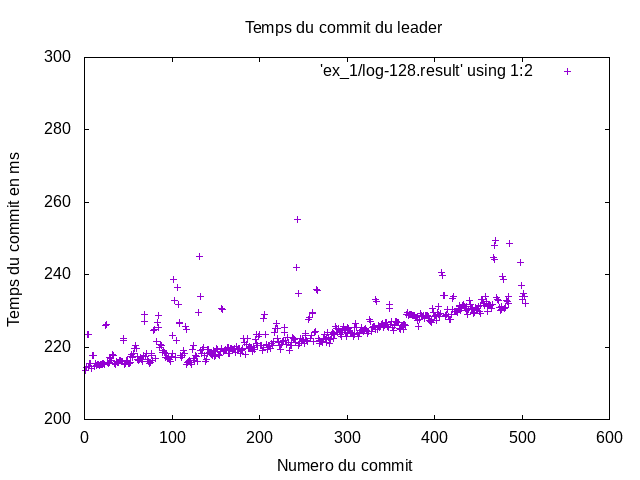 Temps du commit du leader
300
280
260
240
220
200
0 100 200 300 400 500 600
Temps du commit en ms
Numero du commit
'ex_1/log-128.result' using 1:2